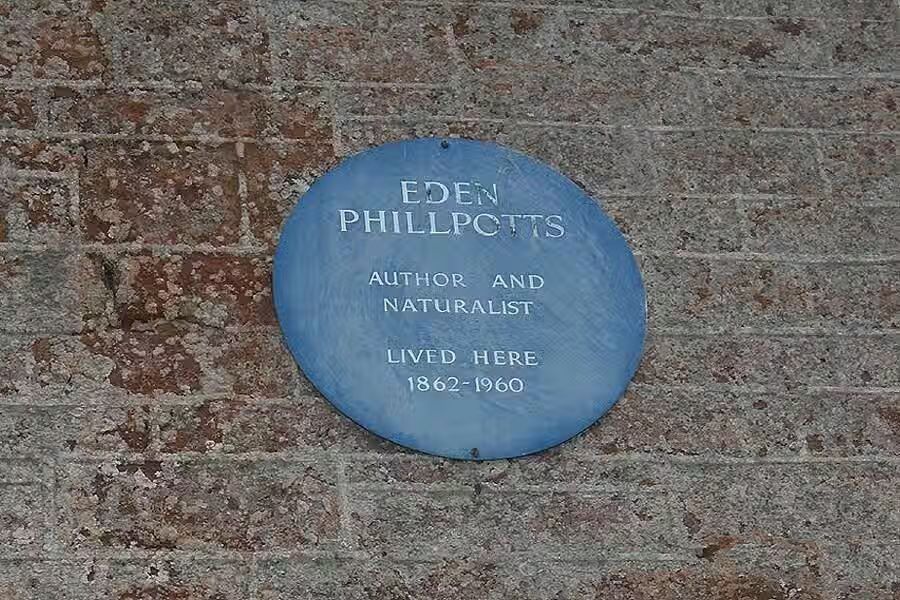 EDEN
PHILLPOTTS
AUTHOR AND
NATURALIST
LIVED HERE
1862-1960